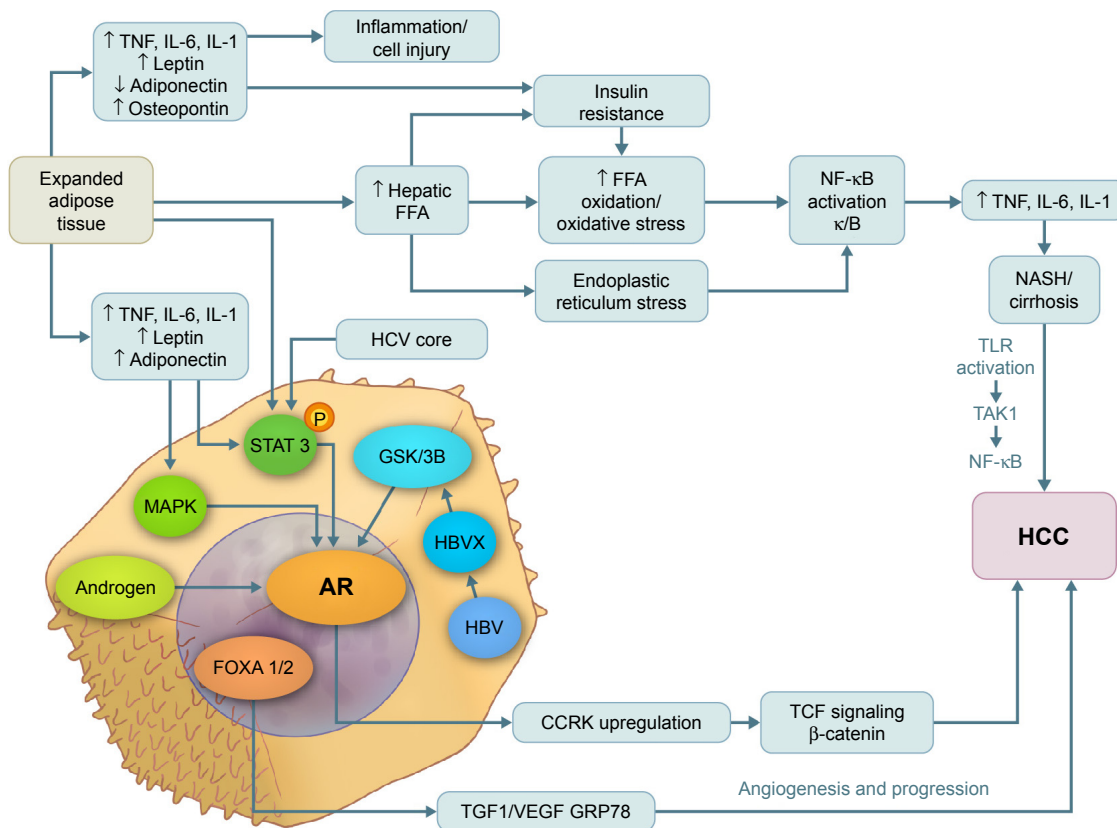 ↑ TNF, IL-6, IL-1
↑ Leptin
↓ Adiponectin
↑ Osteopontin
Inflammation/
cell injury
Insulin
resistance
Expanded
adipose
tissue
↑ Hepatic
FFA
↑ FFA
oxidation/
oxidative stress
NF-κB
activation
κ/B
↑ TNF, IL-6, IL-1
Endoplastic
reticulum stress
NASH/
cirrhosis
↑ TNF, IL-6, IL-1
↑ Leptin
↑ Adiponectin
HCV core
TLR
activation
TAK1
NF-κB
P
STAT 3
GSK/3B
MAPK
HBVX
HCC
Androgen
AR
HBV
FOXA 1/2
CCRK upregulation
TCF signaling
β-catenin
Angiogenesis and progression
TGF1/VEGF GRP78